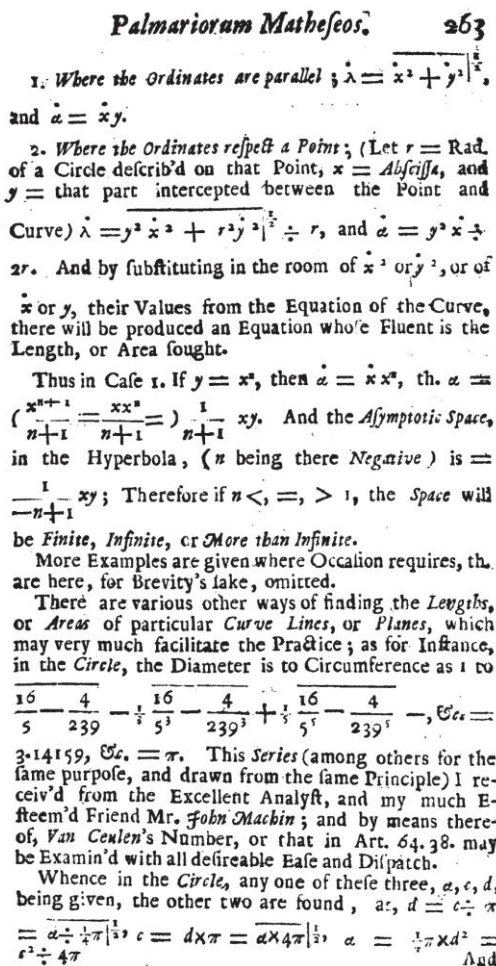 Palmariorum Matheſeos. 263
1. Where the Ordinates are parallel ; λ̇ = ẋ² + ẏ²|^½,
and α̇ = ẋy.
2. Where the Ordinates reſpect a Point ; (Let r = Rad.
of a Circle deſcrib'd on that Point, x = Abſciſſa, and
y = that part intercepted between the Point and
Curve) λ̇ = y² ẋ² + r²ẏ²|^½ ÷ r, and α̇ = y² ẋ ÷
2r. And by ſubſtituting in the room of ẋ² or ẏ², or of
ẋ or y, their Values from the Equation of the Curve,
there will be produced an Equation whoſe Fluent is the
Length, or Area ſought.
Thus in Caſe 1. If y = xⁿ, then α̇ = ẋ xⁿ, th. α =
(xⁿ⁺¹/n+1 = xxⁿ/n+1 =) 1/n+1 xy. And the Aſymptotic Space,
in the Hyperbola, (n being there Negative) is =
1/−n+1 xy ; Therefore if n <, =, > 1, the Space will
be Finite, Infinite, or More than Infinite.
More Examples are given where Occaſion requires, th.
are here, for Brevity's ſake, omitted.
There are various other ways of finding the Lengths,
or Areas of particular Curve Lines, or Planes, which
may very much facilitate the Practice ; as for Inſtance,
in the Circle, the Diameter is to Circumference as 1 to
16/5 − 4/239 − ⅓ 16/5³ − 4/239³ + ⅕ 16/5⁵ − 4/239⁵ −, &c. =
3.14159, &c. = π. This Series (among others for the
ſame purpoſe, and drawn from the ſame Principle) I re-
ceiv'd from the Excellent Analyſt, and my much E-
ſteem'd Friend Mr. John Machin ; and by means there-
of, Van Ceulen's Number, or that in Art. 64. 38. may
be Examin'd with all deſireable Eaſe and Diſpatch.
Whence in the Circle, any one of theſe three, α, c, d,
being given, the other two are found, as, d = c ÷ π
= α ÷ ¼π|^½, c = d×π = α×4π|^½, α = ¼π×d² =
c² ÷ 4π And